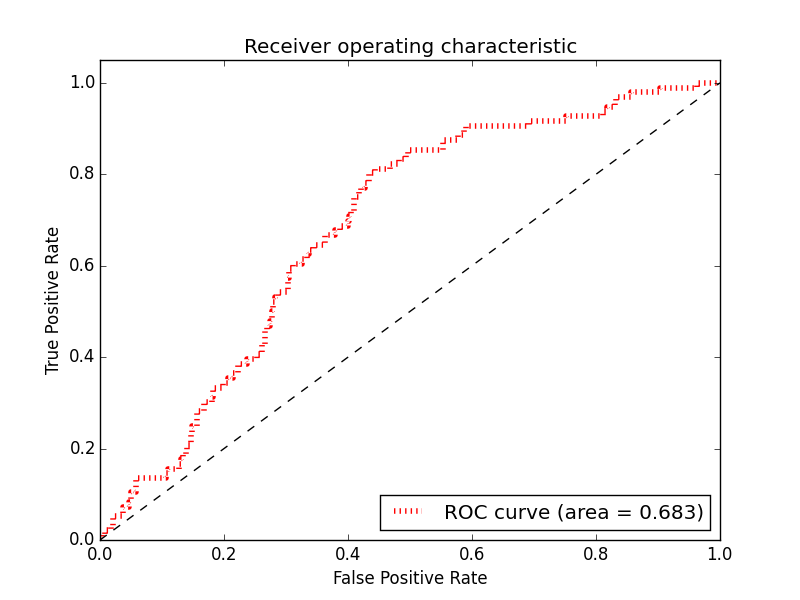 Receiver operating characteristic
1.0
0.8
0.6
0.4
0.2
0.0
True Positive Rate
ROC curve (area = 0.683)
0.0 0.2 0.4 0.6 0.8 1.0
False Positive Rate